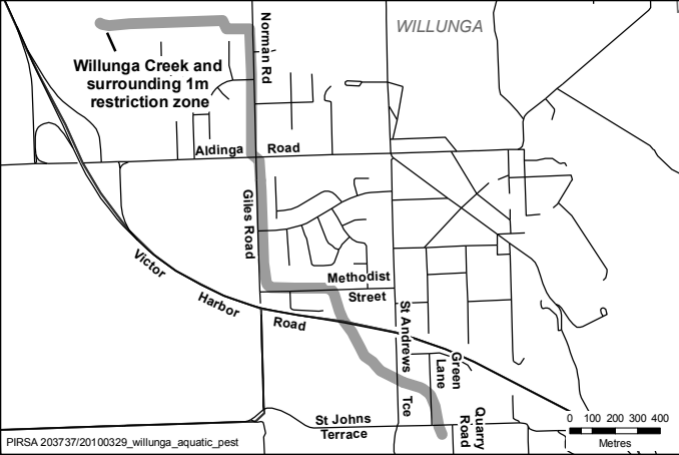 WILLUNGA
Norman Rd
Willunga Creek and
surrounding 1m
restriction zone
Aldinga Road
Giles Road
Victor
Harbor
Road
Methodist
Street
St Andrews Tce
Green
Lane
Quarry
Road
St Johns
Terrace
0 100 200 300 400
Metres
PIRSA 203737/20100329_willunga_aquatic_pest